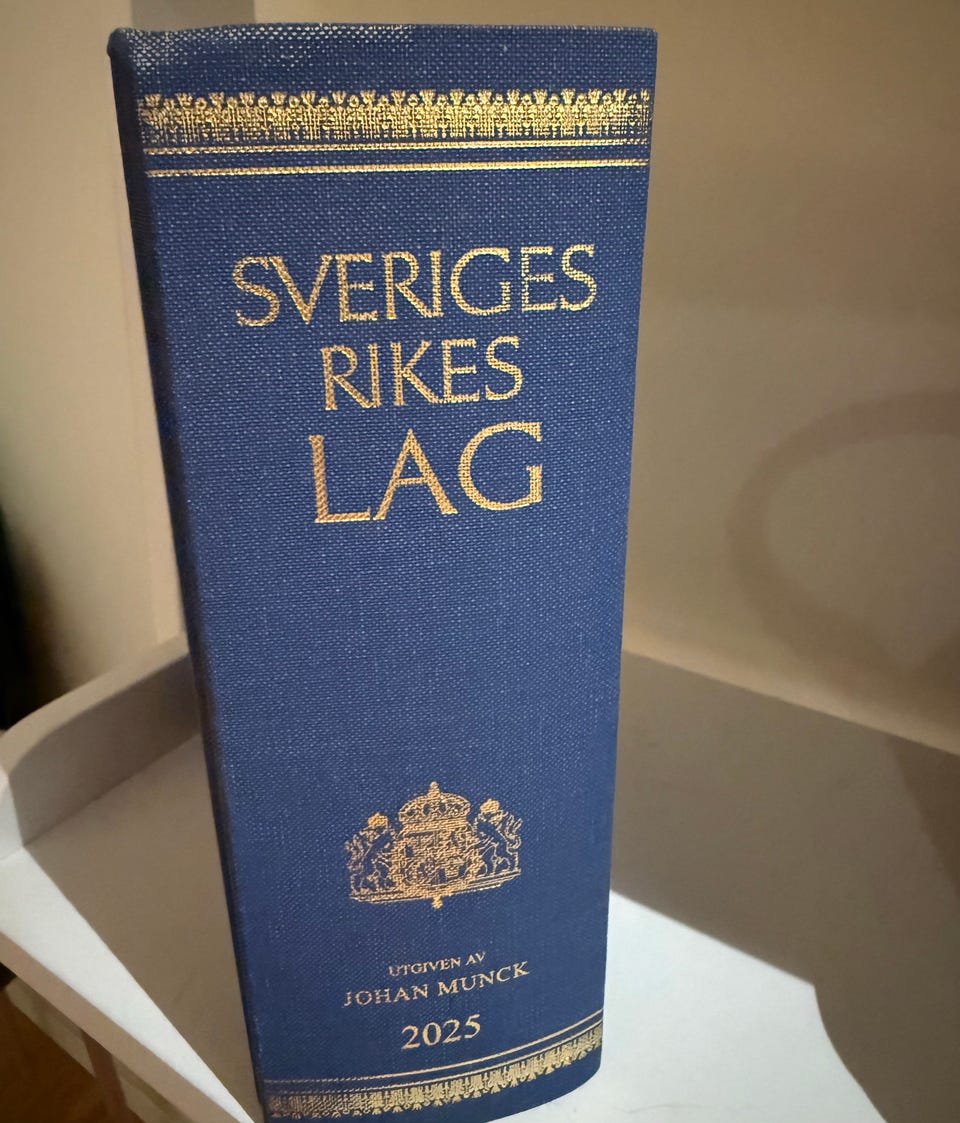 SVERIGES
RIKES
LAG
UTGIVEN AV
JOHAN MUNCK
2025